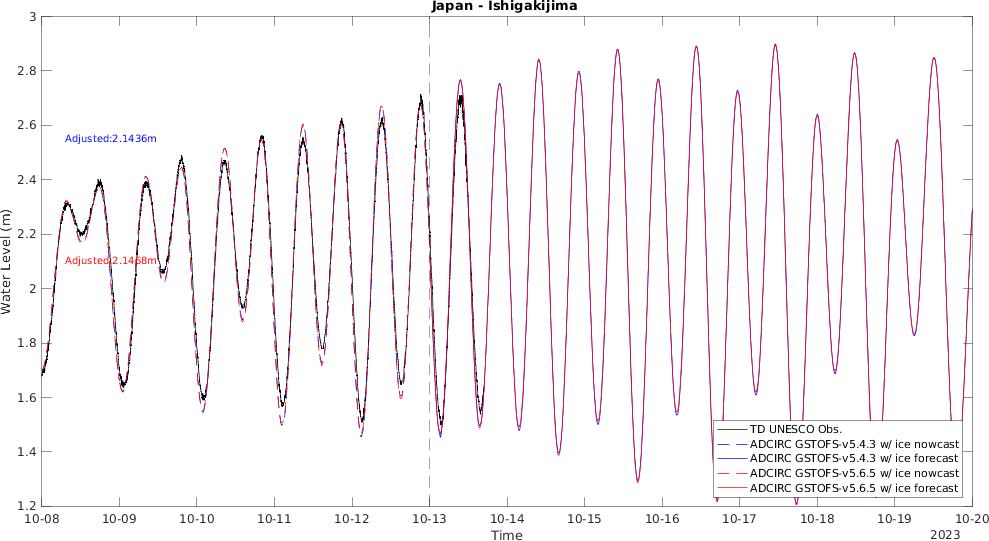 Japan - Ishigakijima
3
2.8
2.6
2.4
2.2
2
1.8
1.6
1.4
1.2
Water Level (m)
Adjusted:2.1436m
Adjusted:2.1468m
TD UNESCO Obs.
ADCIRC GSTOFS-v5.4.3 w/ ice nowcast
ADCIRC GSTOFS-v5.4.3 w/ ice forecast
ADCIRC GSTOFS-v5.6.5 w/ ice nowcast
ADCIRC GSTOFS-v5.6.5 w/ ice forecast
10-08 10-09 10-10 10-11 10-12 10-13 10-14 10-15 10-16 10-17 10-18 10-19 10-20
Time
2023